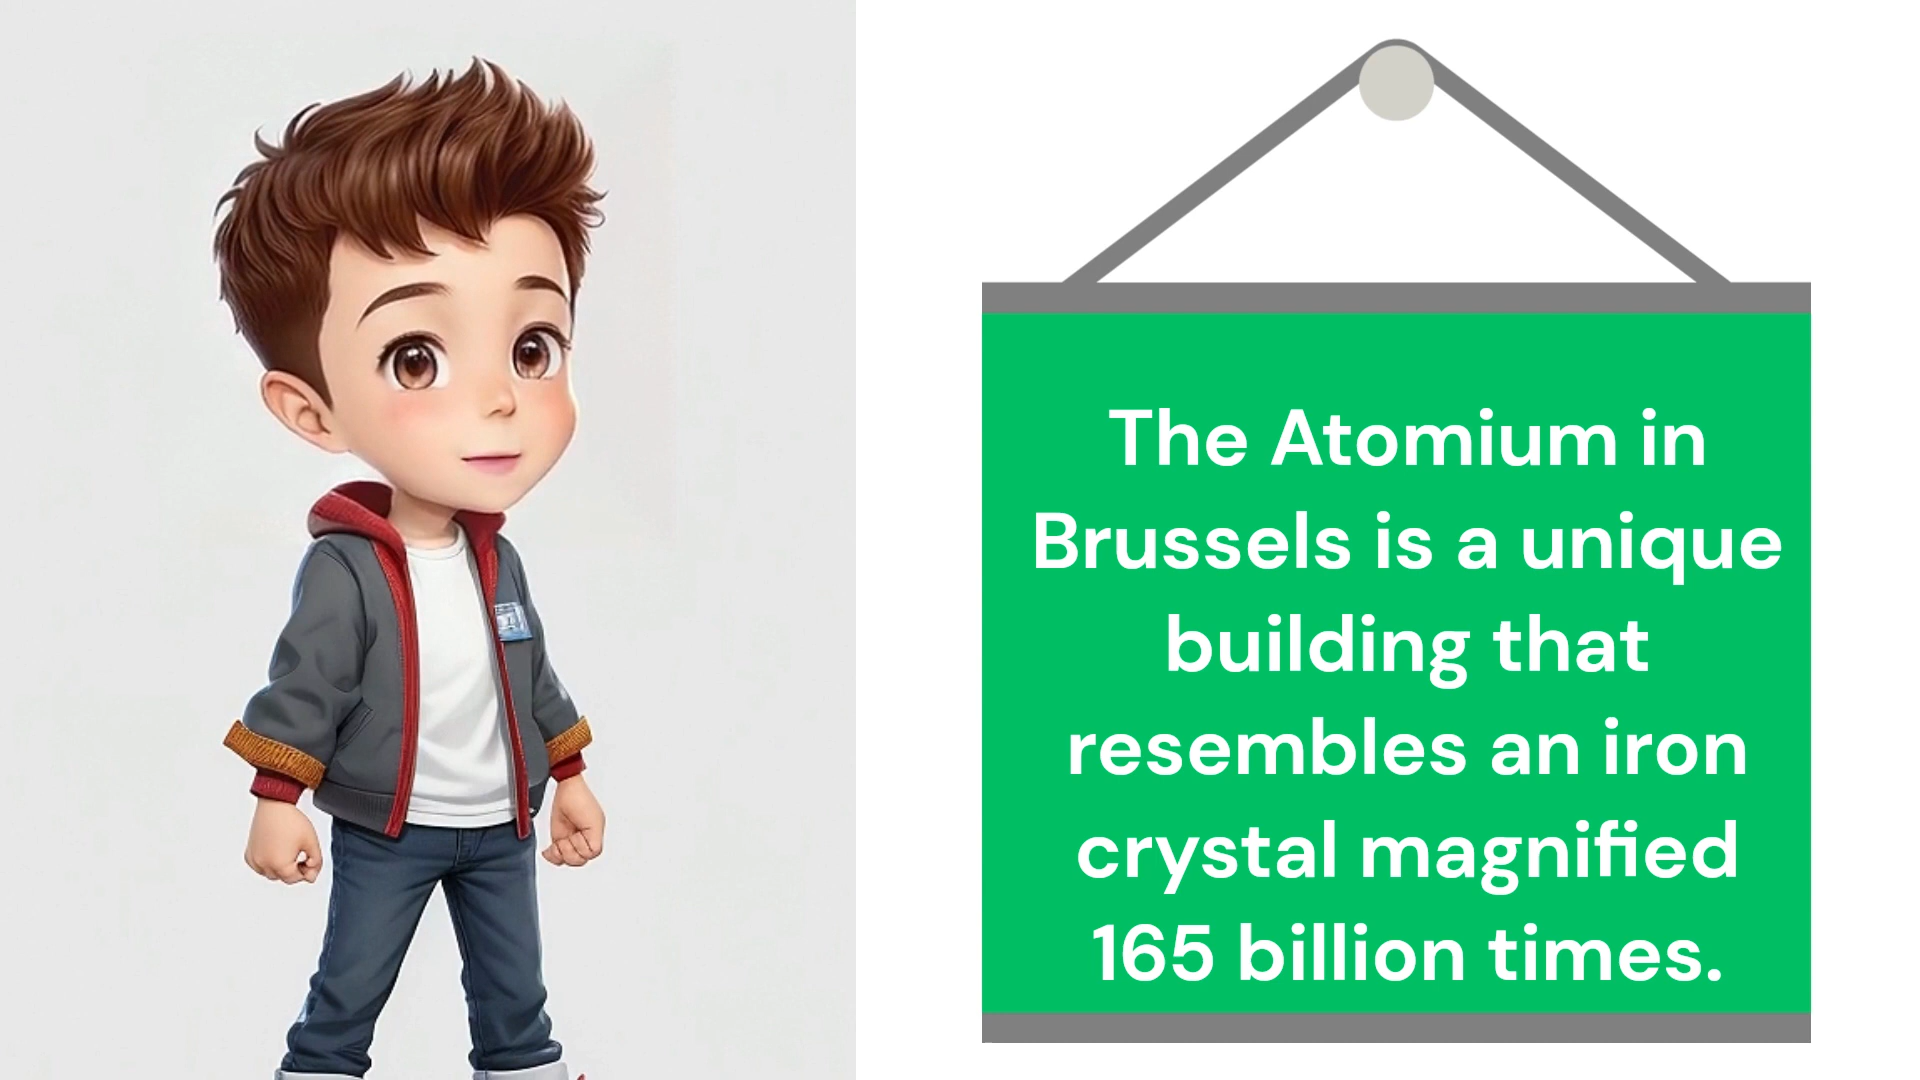 The Atomium in
Brussels is a unique
building that
resembles an iron
crystal magnified
165 billion times.